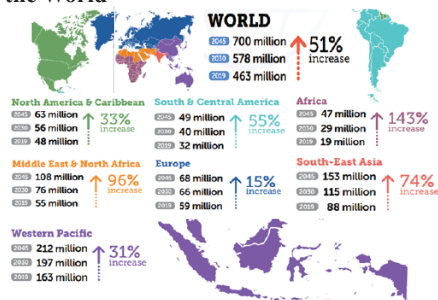 the World
WORLD
2045 700 million
2030 578 million
2019 463 million
51%
increase
North America & Caribbean
2045 63 million
2030 56 million
2019 48 million
33%
increase
South & Central America
2045 49 million
2030 40 million
2019 32 million
55%
increase
Africa
2045 47 million
2030 29 million
2019 19 million
143%
increase
Middle East & North Africa
2045 108 million
2030 76 million
2019 55 million
96%
increase
Europe
2045 68 million
2030 66 million
2019 59 million
15%
increase
South-East Asia
2045 153 million
2030 115 million
2019 88 million
74%
increase
Western Pacific
2045 212 million
2030 197 million
2019 163 million
31%
increase